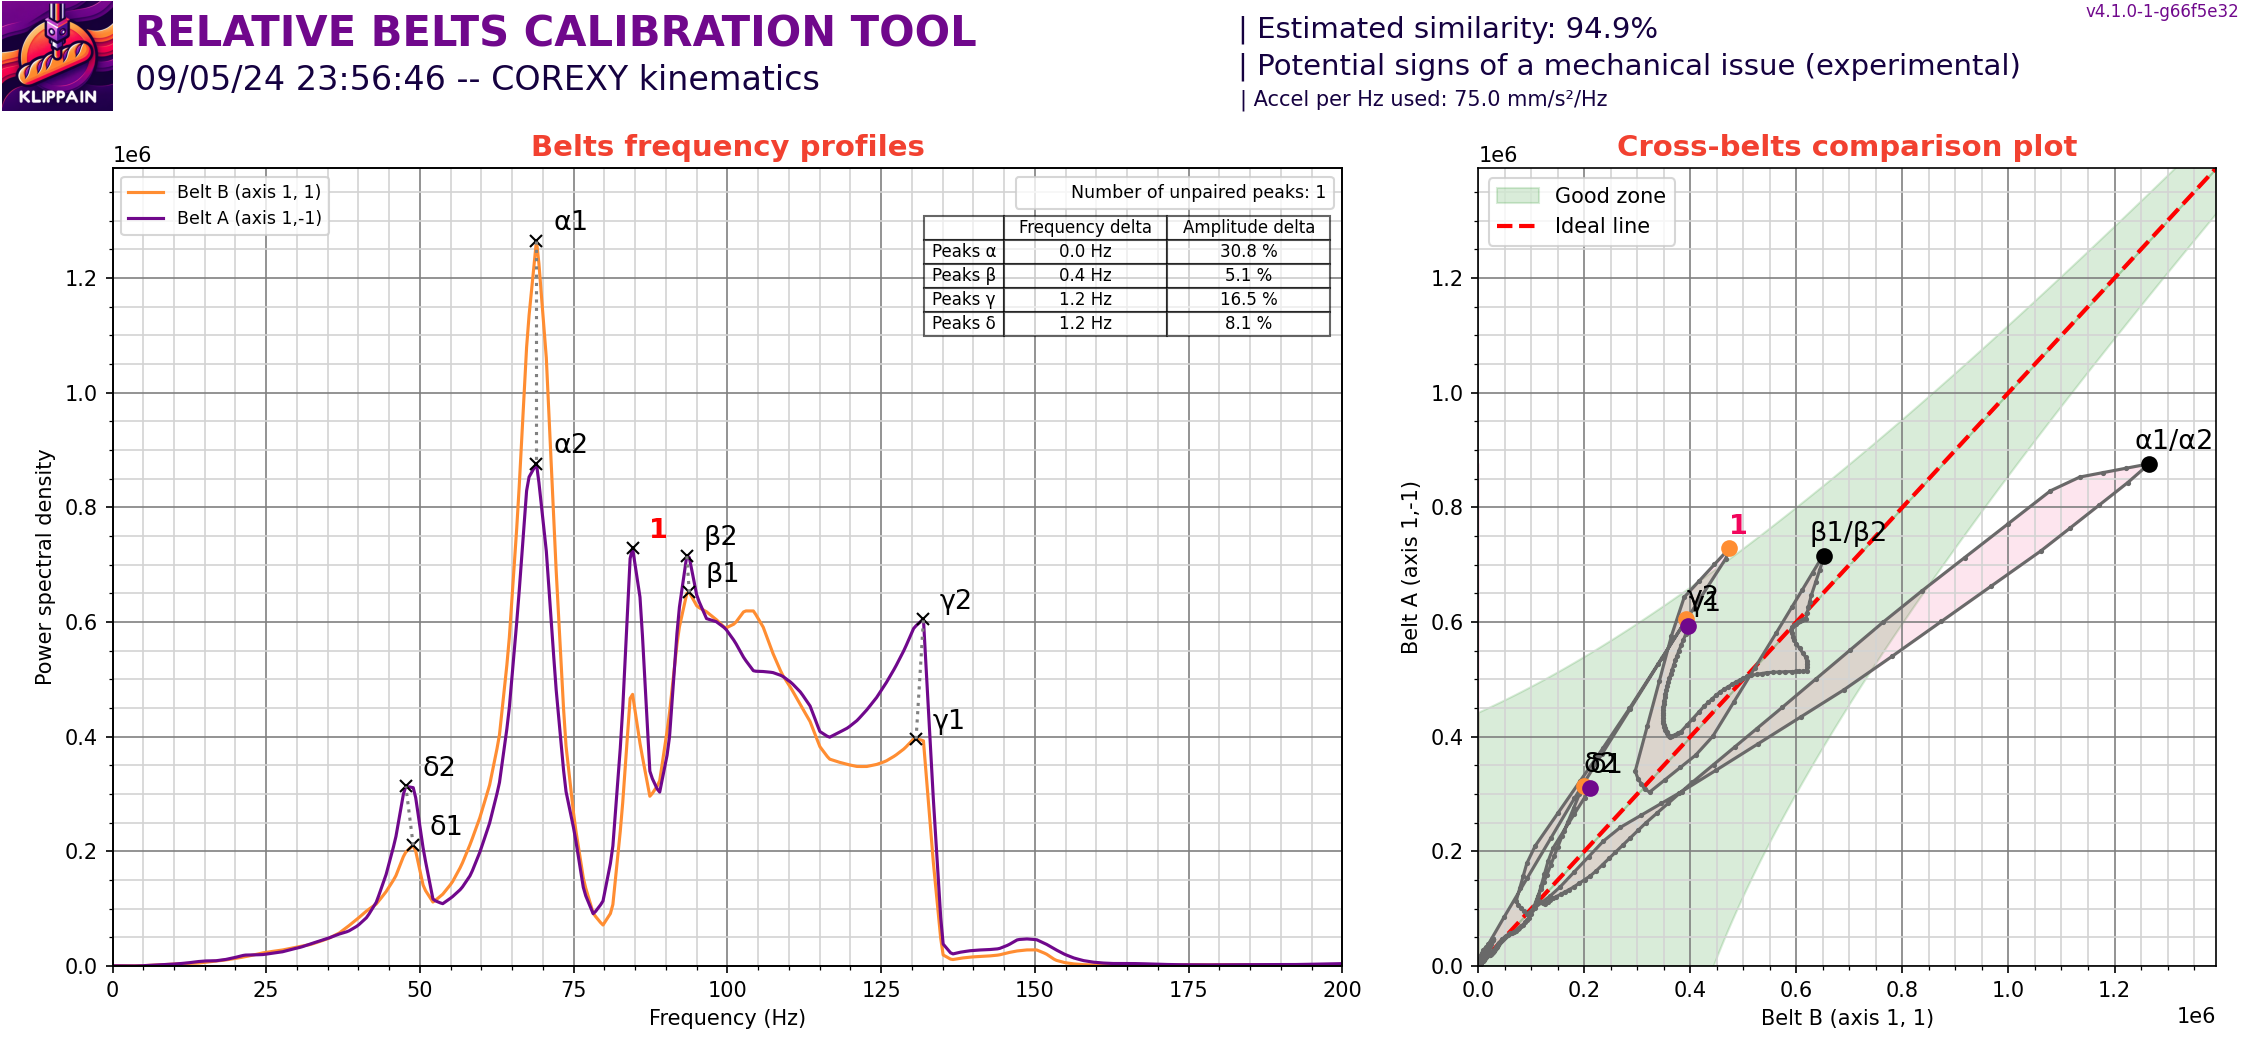 KLIPPAIN
RELATIVE BELTS CALIBRATION TOOL
09/05/24 23:56:46 -- COREXY kinematics
| Estimated similarity: 94.9%
| Potential signs of a mechanical issue (experimental)
| Accel per Hz used: 75.0 mm/s²/Hz
v4.1.0-1-g66f5e32
Belts frequency profiles
1e6
Belt B (axis 1, 1)
Belt A (axis 1,-1)
Number of unpaired peaks: 1
Frequency delta Amplitude delta
Peaks α 0.0 Hz 30.8 %
Peaks β 0.4 Hz 5.1 %
Peaks γ 1.2 Hz 16.5 %
Peaks δ 1.2 Hz 8.1 %
α1
α2
1
β2
β1
γ2
γ1
δ2
δ1
Power spectral density
1.2
1.0
0.8
0.6
0.4
0.2
0.0
0 25 50 75 100 125 150 175 200
Frequency (Hz)
Cross-belts comparison plot
1e6
Good zone
Ideal line
α1/α2
1
β1/β2
γ2
γ1
δ2
δ1
Belt A (axis 1,-1)
1.2
1.0
0.8
0.6
0.4
0.2
0.0
0.0 0.2 0.4 0.6 0.8 1.0 1.2
Belt B (axis 1, 1)
1e6